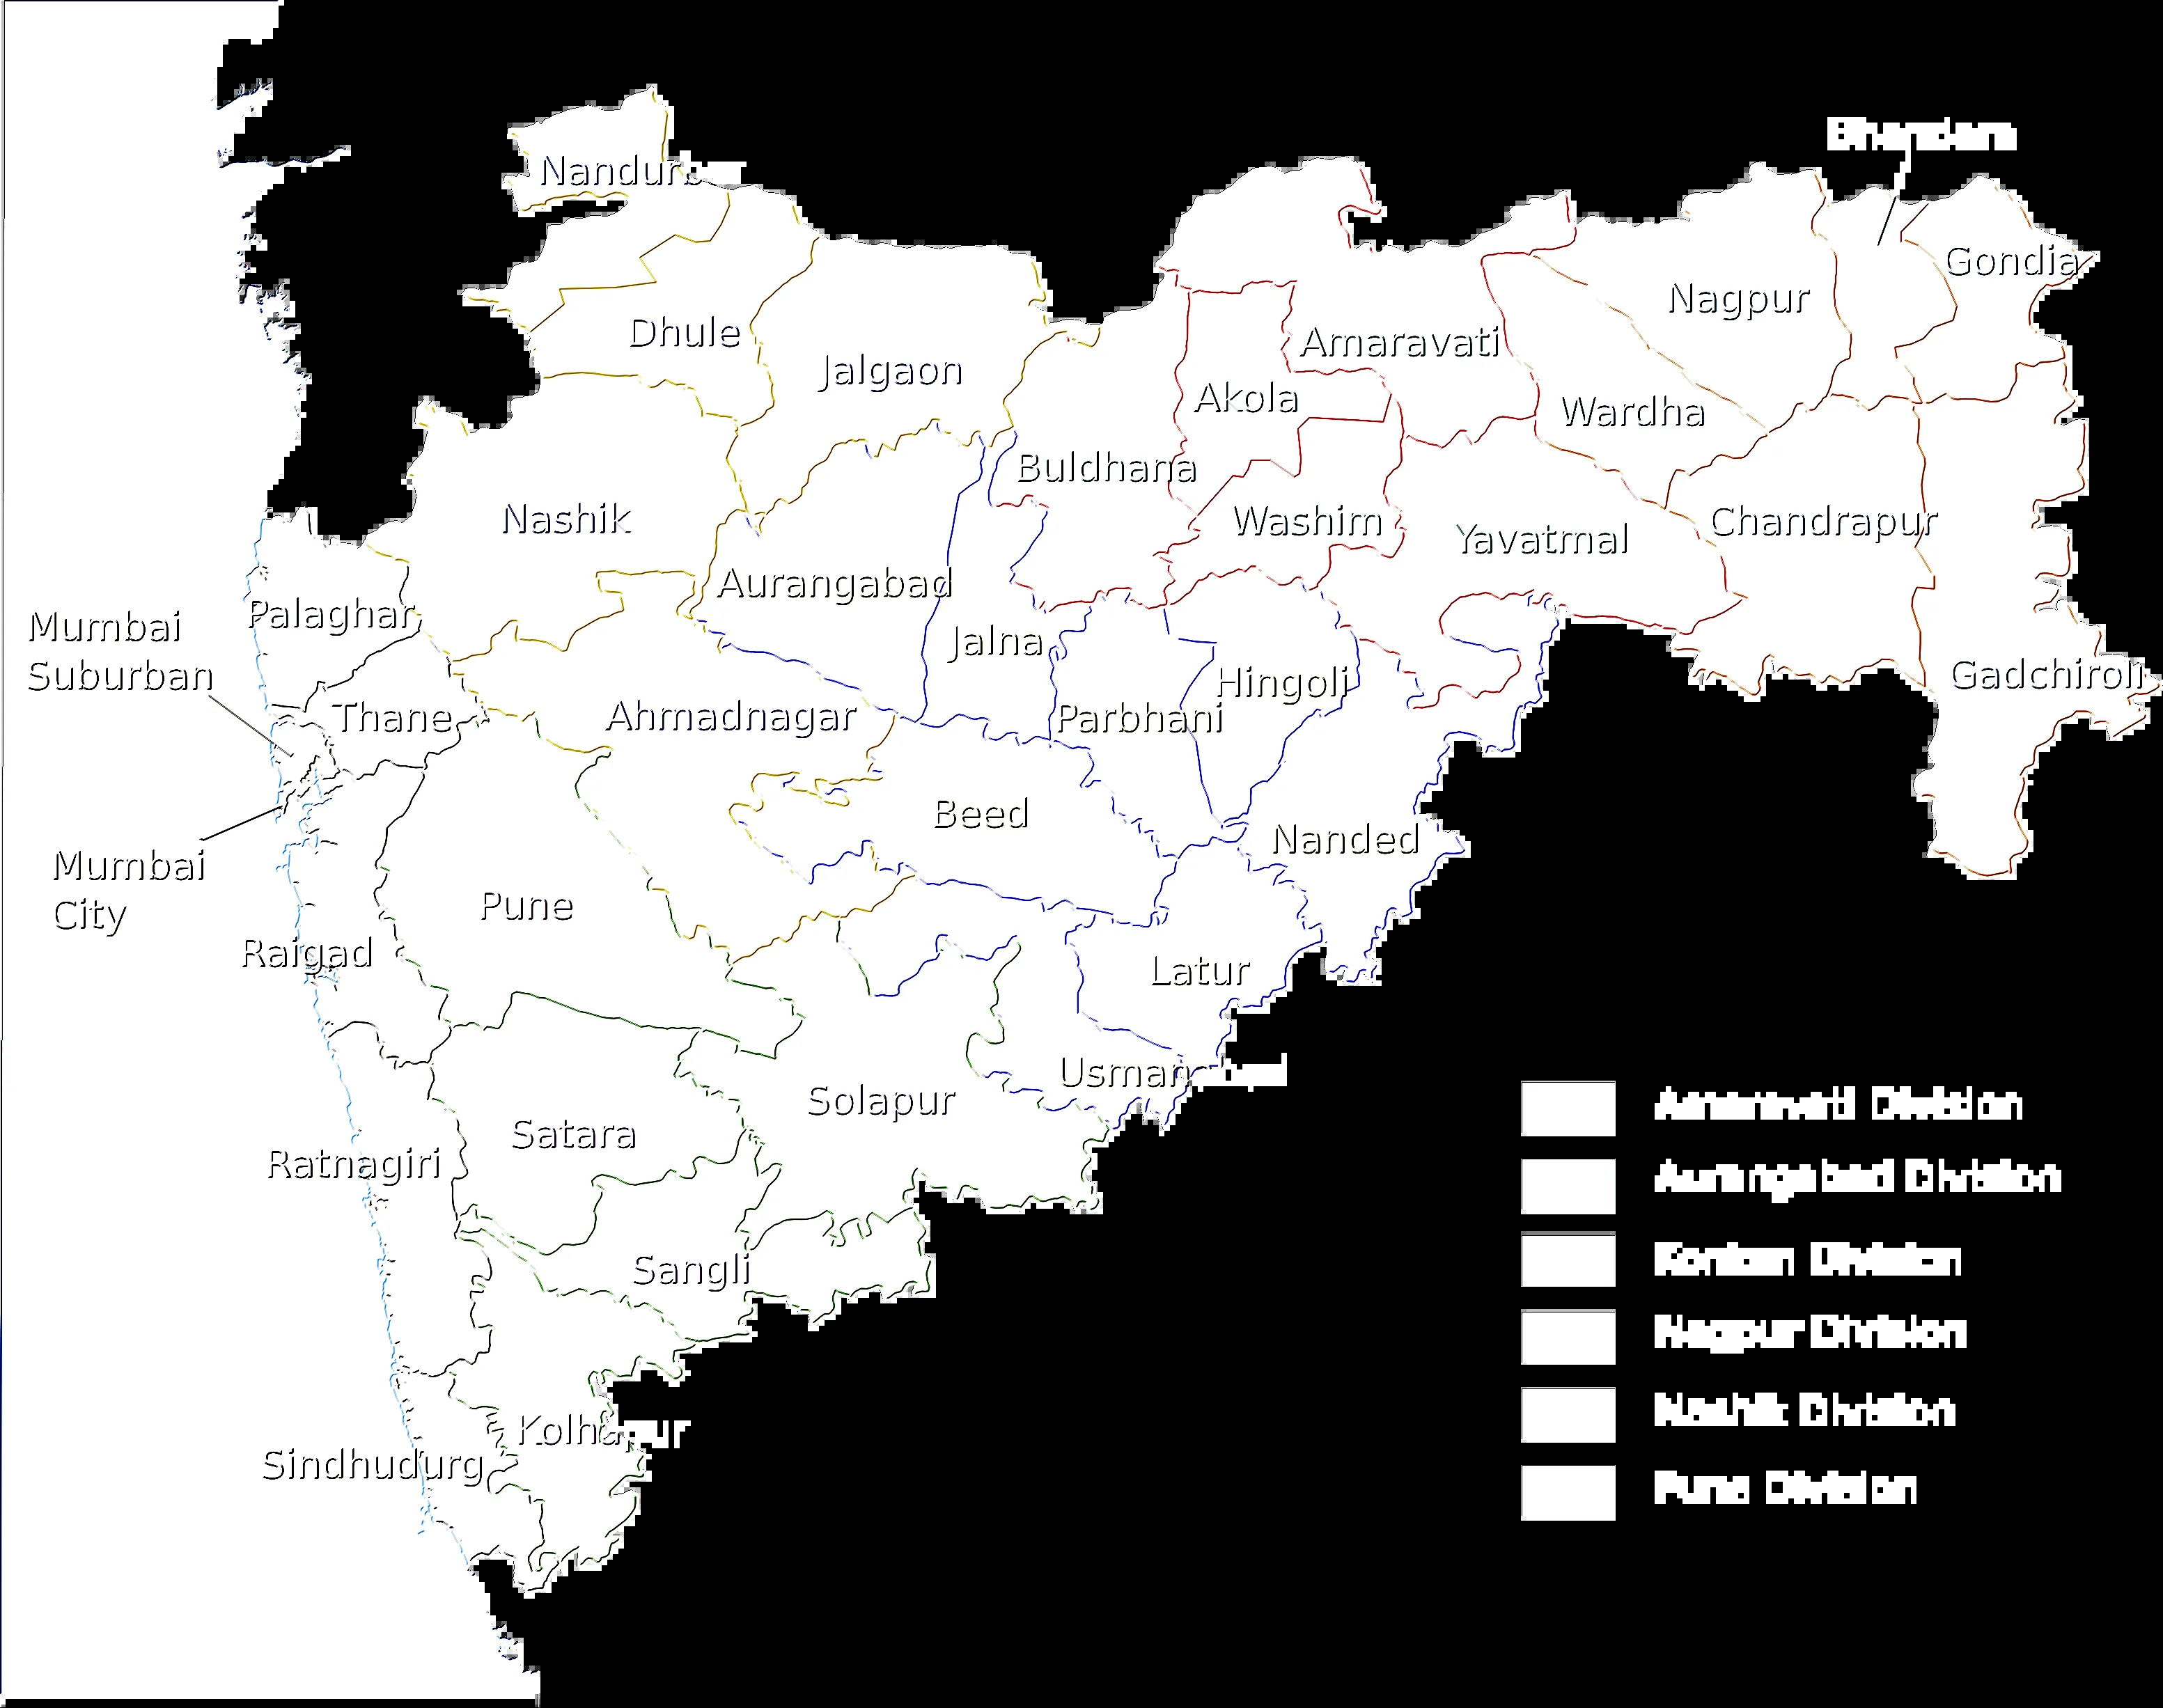 Bhandara
Nandurbar
Gondia
Nagpur
Dhule
Amaravati
Jalgaon
Akola
Wardha
Buldhana
Nashik
Washim
Yavatmal
Chandrapur
Aurangabad
Palaghar
Mumbai
Suburban
Jalna
Hingoli
Gadchiroli
Thane
Ahmadnagar
Parbhani
Beed
Nanded
Mumbai
City
Pune
Raigad
Latur
Usmanabad
Solapur
Amaravati Division
Satara
Ratnagiri
Aurangabad Division
Konkan Division
Sangli
Nagpur Division
Nashik Division
Kolhapur
Sindhudurg
Pune Division